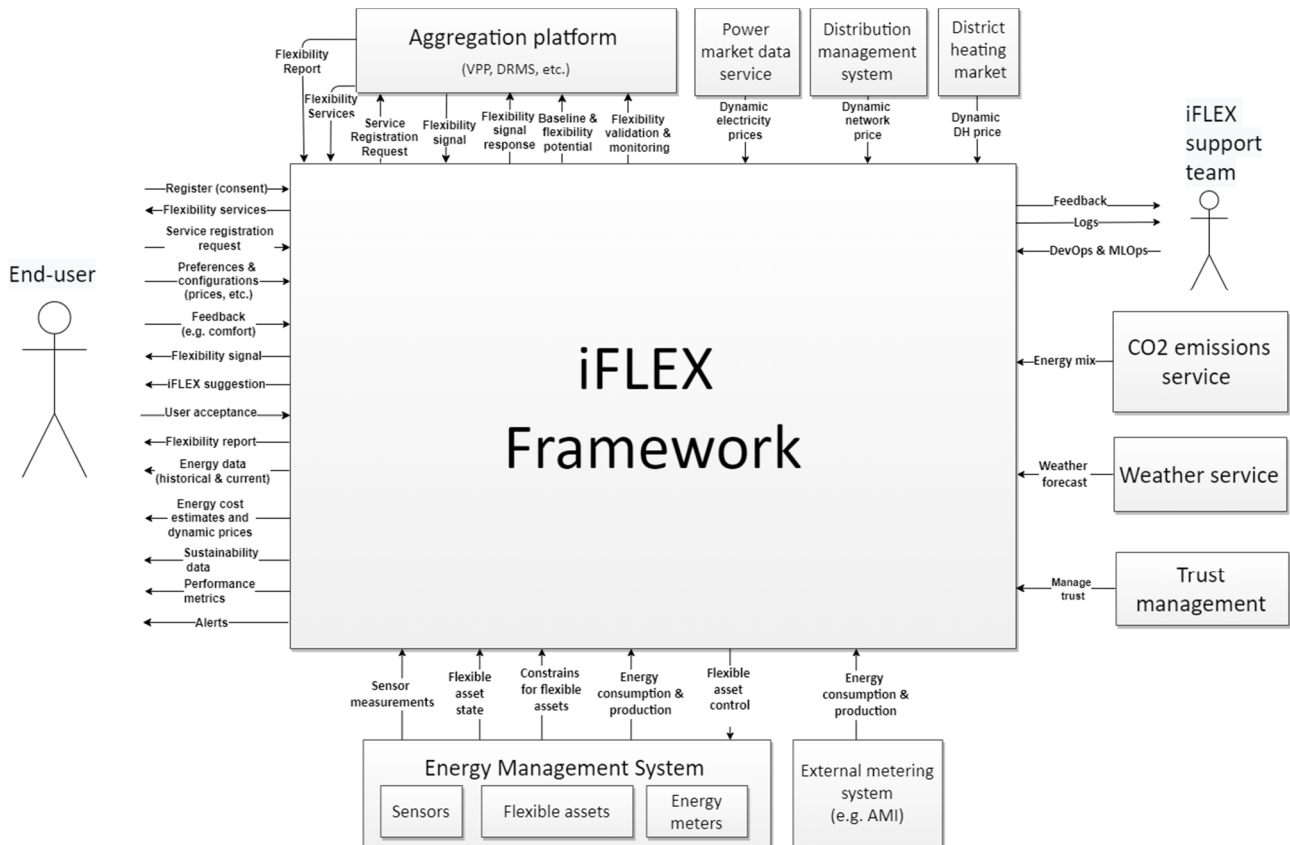 Aggregation platform
(VPP, DRMS, etc.)
Power
market data
service
Distribution
management
system
District
heating
market
Flexibility
Report
Flexibility
Services
Service
Registration
Request
Flexibility
signal
Flexibility
signal
response
Baseline &
flexibility
potential
Flexibility
validation &
monitoring
Dynamic
electricity
prices
Dynamic
network
price
Dynamic
DH price
iFLEX
support
team
Feedback
Logs
DevOps & MLOps
End-user
Register (consent)
Flexibility services
Service registration
request
Preferences &
configurations
(prices, etc.)
Feedback
(e.g. comfort)
Flexibility signal
iFLEX suggestion
User acceptance
Flexibility report
Energy data
(historical & current)
Energy cost
estimates and
dynamic prices
Sustainability
data
Performance
metrics
Alerts
iFLEX
Framework
Energy mix
CO2 emissions
service
Weather
forecast
Weather service
Manage
trust
Trust
management
Sensor
measurements
Flexible
asset
state
Constrains
for flexible
assets
Energy
consumption &
production
Flexible
asset
control
Energy
consumption &
production
Energy Management System
Sensors
Flexible assets
Energy
meters
External metering
system
(e.g. AMI)